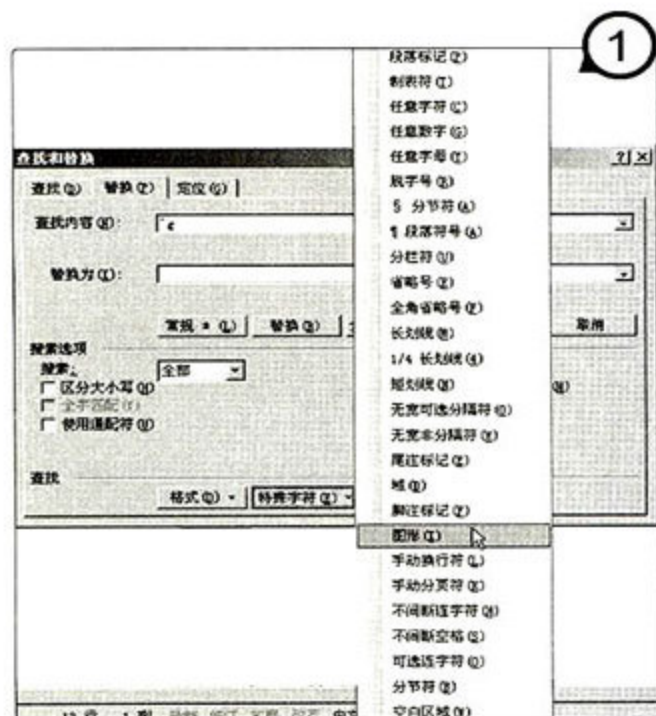 1
段落标记(P)
制表符(T)
任意字符(C)
任意数字(G)
任意字母(Y)
脱字号(R)
§ 分节符(A)
¶ 段落符号(A)
分栏符(U)
省略号(E)
全角省略号(F)
长划线(M)
1/4 长划线(4)
短划线(N)
无宽可选分隔符(O)
无宽非分隔符(W)
尾注标记(E)
域(D)
脚注标记(F)
图形(I)
手动换行符(L)
手动分页符(K)
不间断连字符(H)
不间断空格(S)
可选连字符(O)
分节符(B)
空白区域(W)
查找和替换
查找(D) 替换(P) 定位(G)
查找内容(N):
替换为(I):
常规 (L) 替换(R) 取消
搜索选项
搜索: 全部
区分大小写(H)
全字匹配(Y)
使用通配符(U)
查找
格式(O) 特殊字符(E)